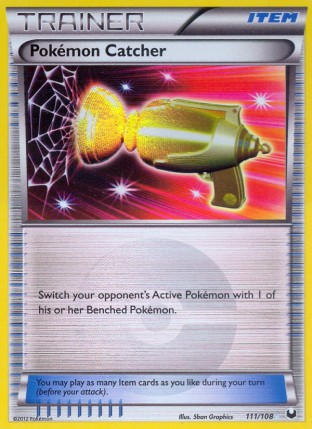 TRAINER ITEM
Pokémon Catcher
Switch your opponent's Active Pokémon with 1 of
his or her Benched Pokémon.
You may play as many Item cards as you like during your turn
(before your attack).
©2012 Pokémon Illus. 5ban Graphics 111/108